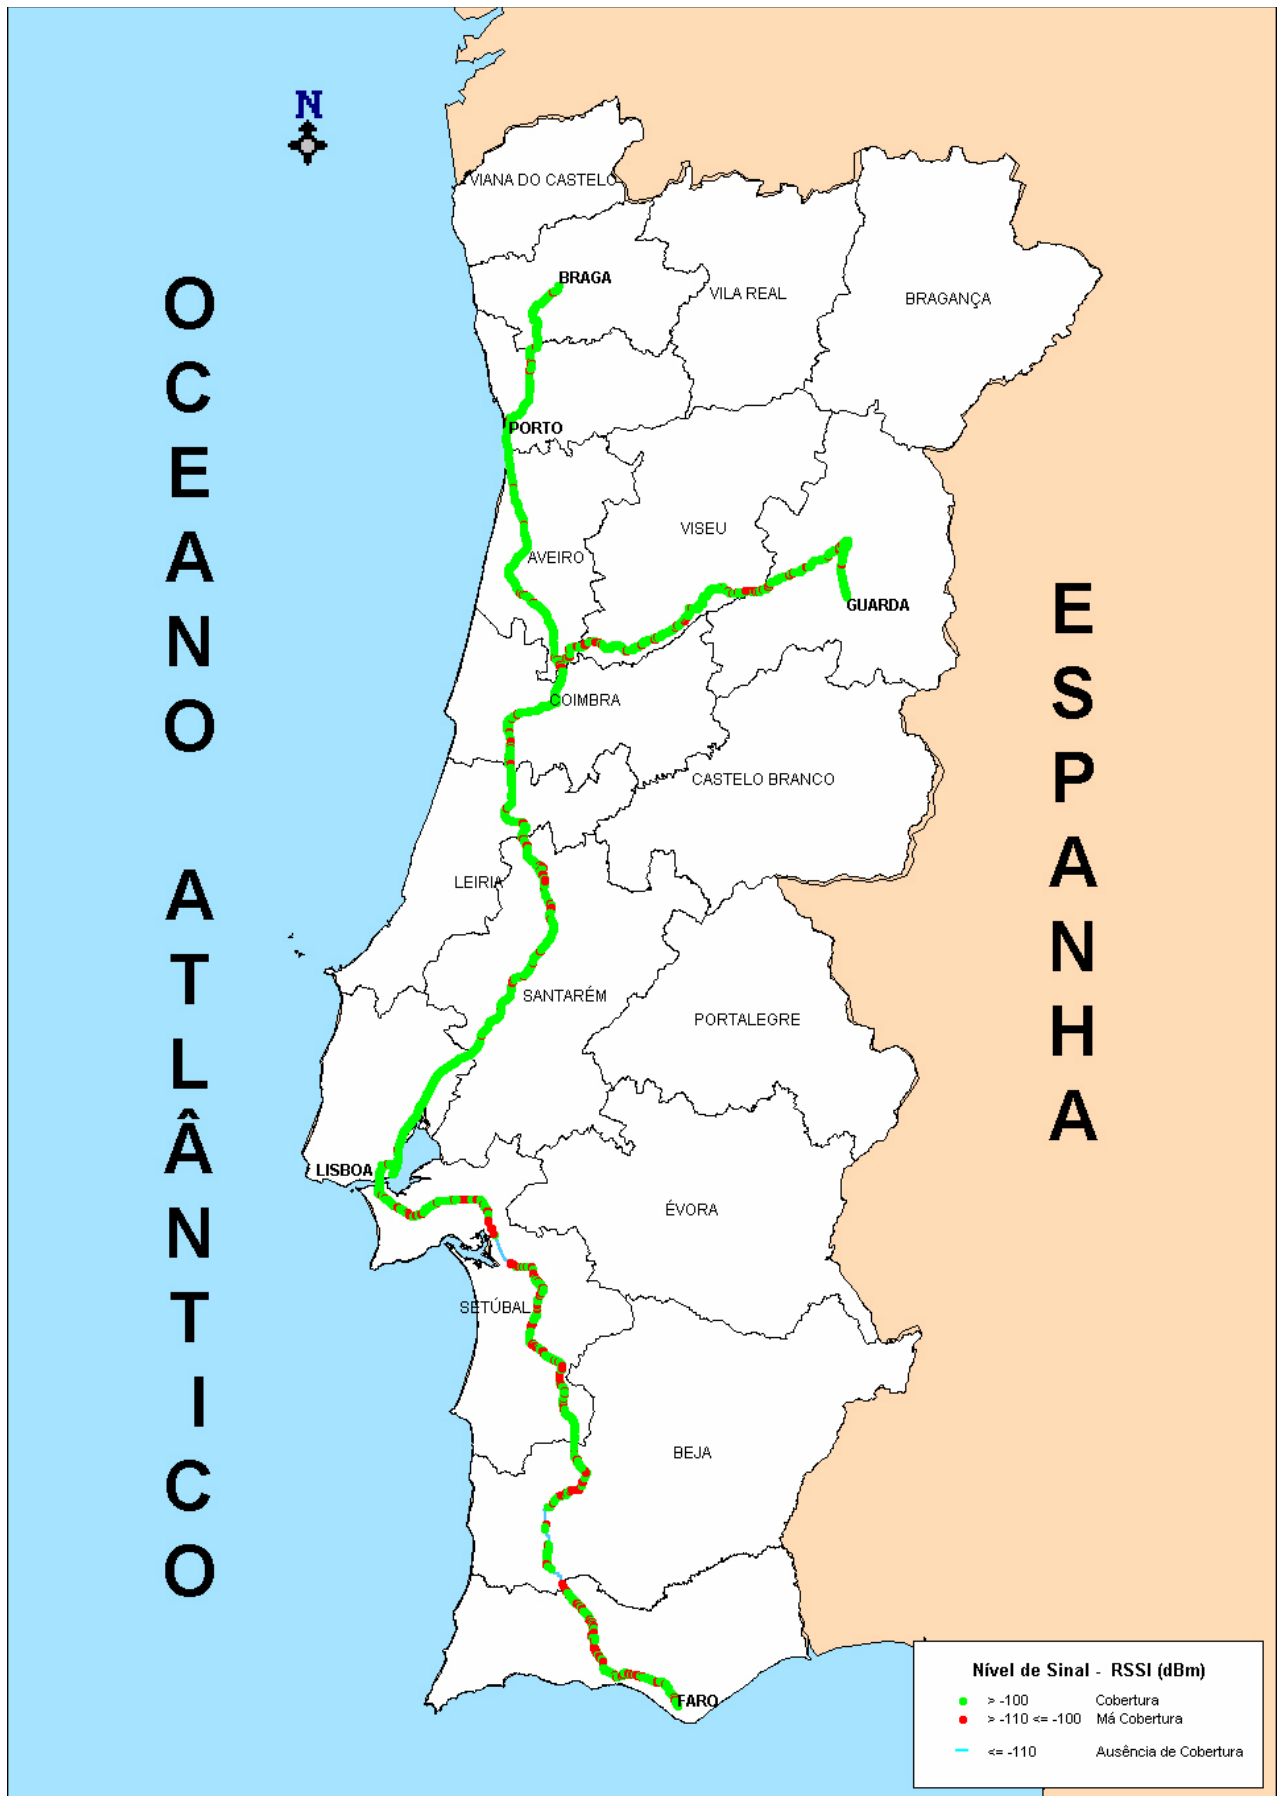 N
VIANA DO CASTELO
BRAGA
VILA REAL
BRAGANÇA
PORTO
VISEU
AVEIRO
GUARDA
COIMBRA
CASTELO BRANCO
LEIRIA
SANTARÉM
PORTALEGRE
LISBOA
ÉVORA
SETÚBAL
BEJA
FARO
OCEANO ATLÂNTICO
ESPANHA
Nível de Sinal - RSSI (dBm)
> -100 Cobertura
> -110 <= -100 Má Cobertura
<= -110 Ausência de Cobertura